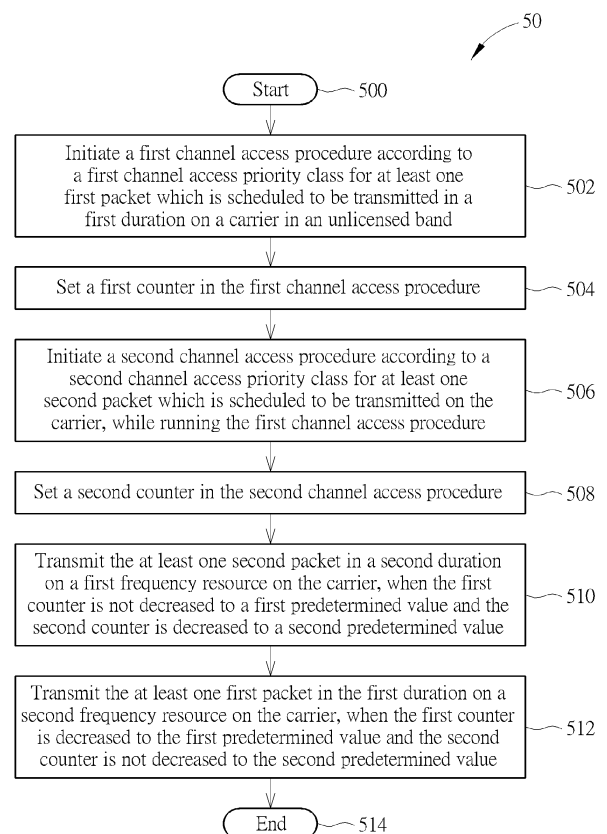 50
Start
500
Initiate a first channel access procedure according to
a first channel access priority class for at least one
first packet which is scheduled to be transmitted in a
first duration on a carrier in an unlicensed band
502
Set a first counter in the first channel access procedure
504
Initiate a second channel access procedure according to a
second channel access priority class for at least one
second packet which is scheduled to be transmitted on the
carrier, while running the first channel access procedure
506
Set a second counter in the second channel access procedure
508
Transmit the at least one second packet in a second duration
on a first frequency resource on the carrier, when the first
counter is not decreased to a first predetermined value and the
second counter is decreased to a second predetermined value
510
Transmit the at least one first packet in the first duration on a
second frequency resource on the carrier, when the first counter
is decreased to the first predetermined value and the second
counter is not decreased to the second predetermined value
512
End
514